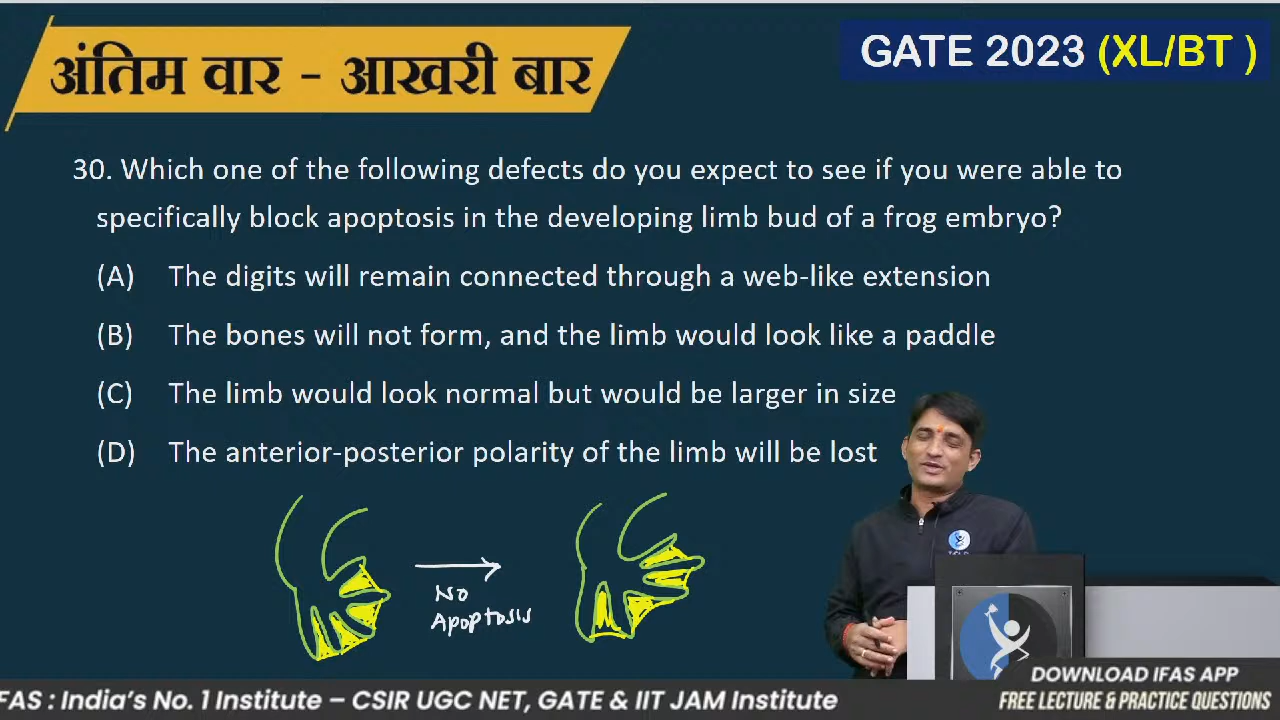 अंतिम वार - आखरी बार
GATE 2023 (XL/BT )
30. Which one of the following defects do you expect to see if you were able to
specifically block apoptosis in the developing limb bud of a frog embryo?
(A) The digits will remain connected through a web-like extension
(B) The bones will not form, and the limb would look like a paddle
(C) The limb would look normal but would be larger in size
(D) The anterior-posterior polarity of the limb will be lost
No
Apoptosis
DOWNLOAD IFAS APP
FREE LECTURE & PRACTICE QUESTIONS
FAS : India's No. 1 Institute – CSIR UGC NET, GATE & IIT JAM Institute